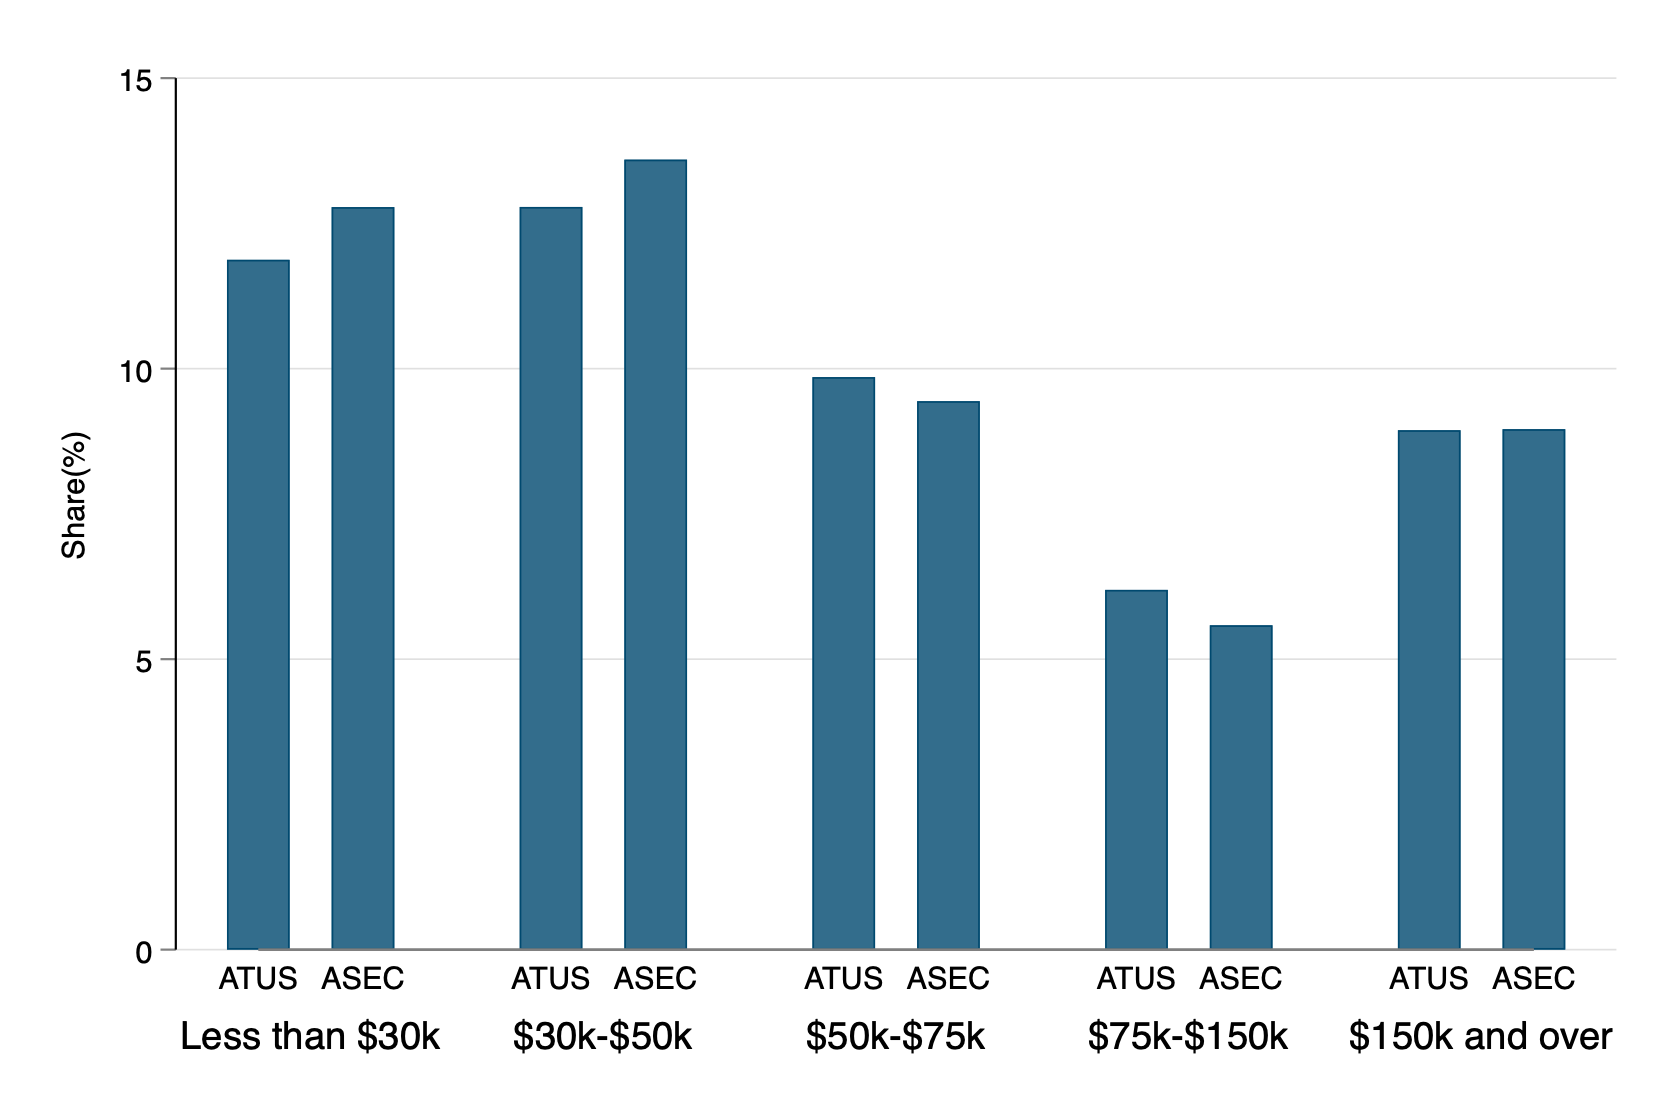 15
10
5
0
Share(%)
ATUS ASEC ATUS ASEC ATUS ASEC ATUS ASEC ATUS ASEC
Less than $30k $30k-$50k $50k-$75k $75k-$150k $150k and over